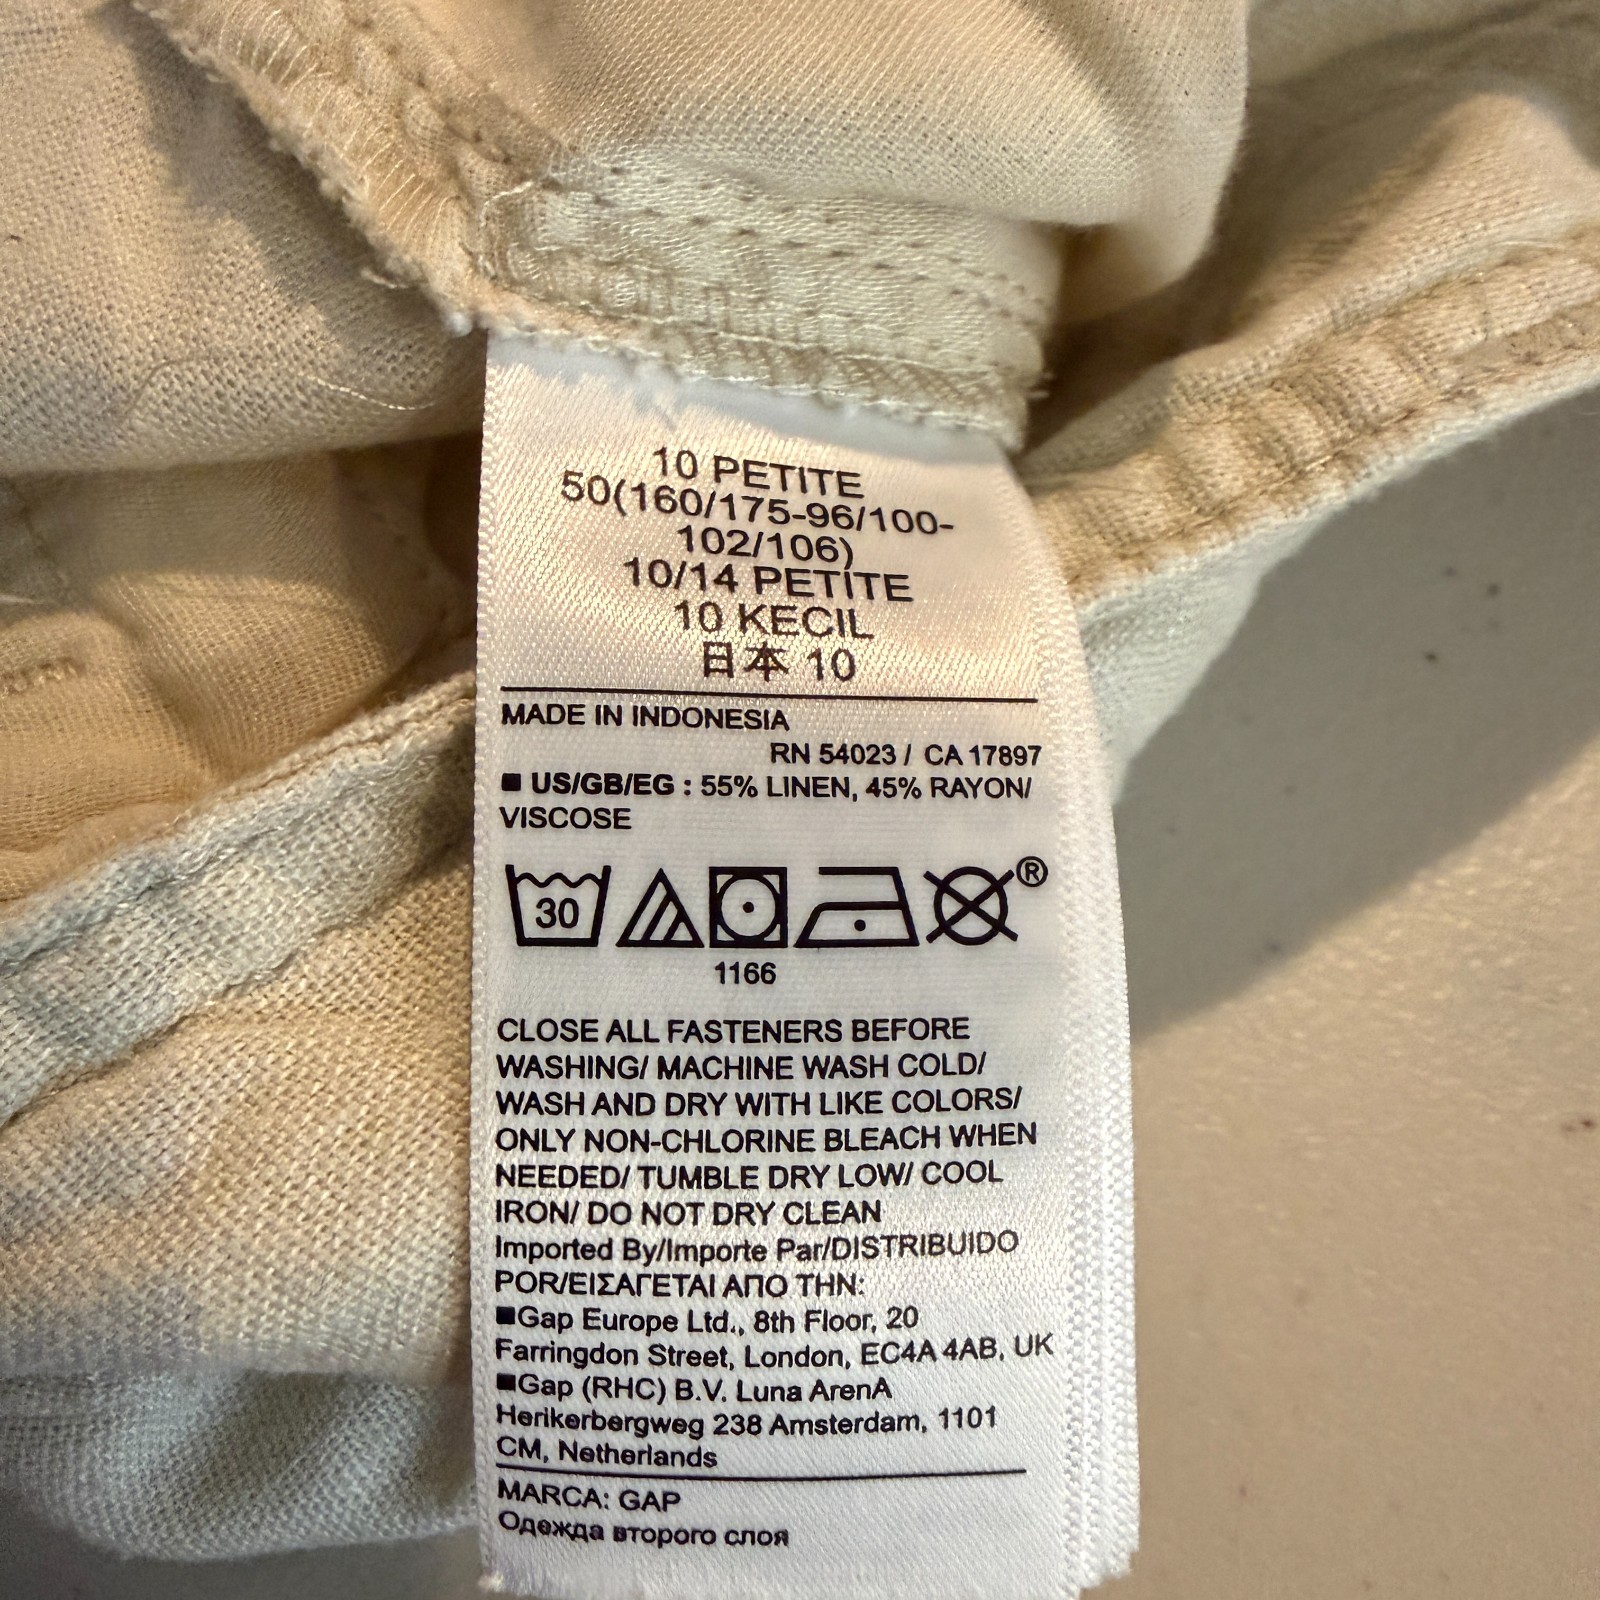 10 PETITE
50(160/175-96/100-
102/106)
10/14 PETITE
10 KECIL
日本 10
MADE IN INDONESIA
RN 54023 / CA 17897
■ US/GB/EG : 55% LINEN, 45% RAYON/
VISCOSE
30
®
1166
CLOSE ALL FASTENERS BEFORE
WASHING/ MACHINE WASH COLD/
WASH AND DRY WITH LIKE COLORS/
ONLY NON-CHLORINE BLEACH WHEN
NEEDED/ TUMBLE DRY LOW/ COOL
IRON/ DO NOT DRY CLEAN
Imported By/Importe Par/DISTRIBUIDO
POR/ΕΙΣΑΓΕΤΑΙ ΑΠΟ ΤΗΝ:
■Gap Europe Ltd., 8th Floor, 20
Farringdon Street, London, EC4A 4AB, UK
■Gap (RHC) B.V. Luna ArenA
Herikerbergweg 238 Amsterdam, 1101
CM, Netherlands
MARCA: GAP
Одежда второго слоя